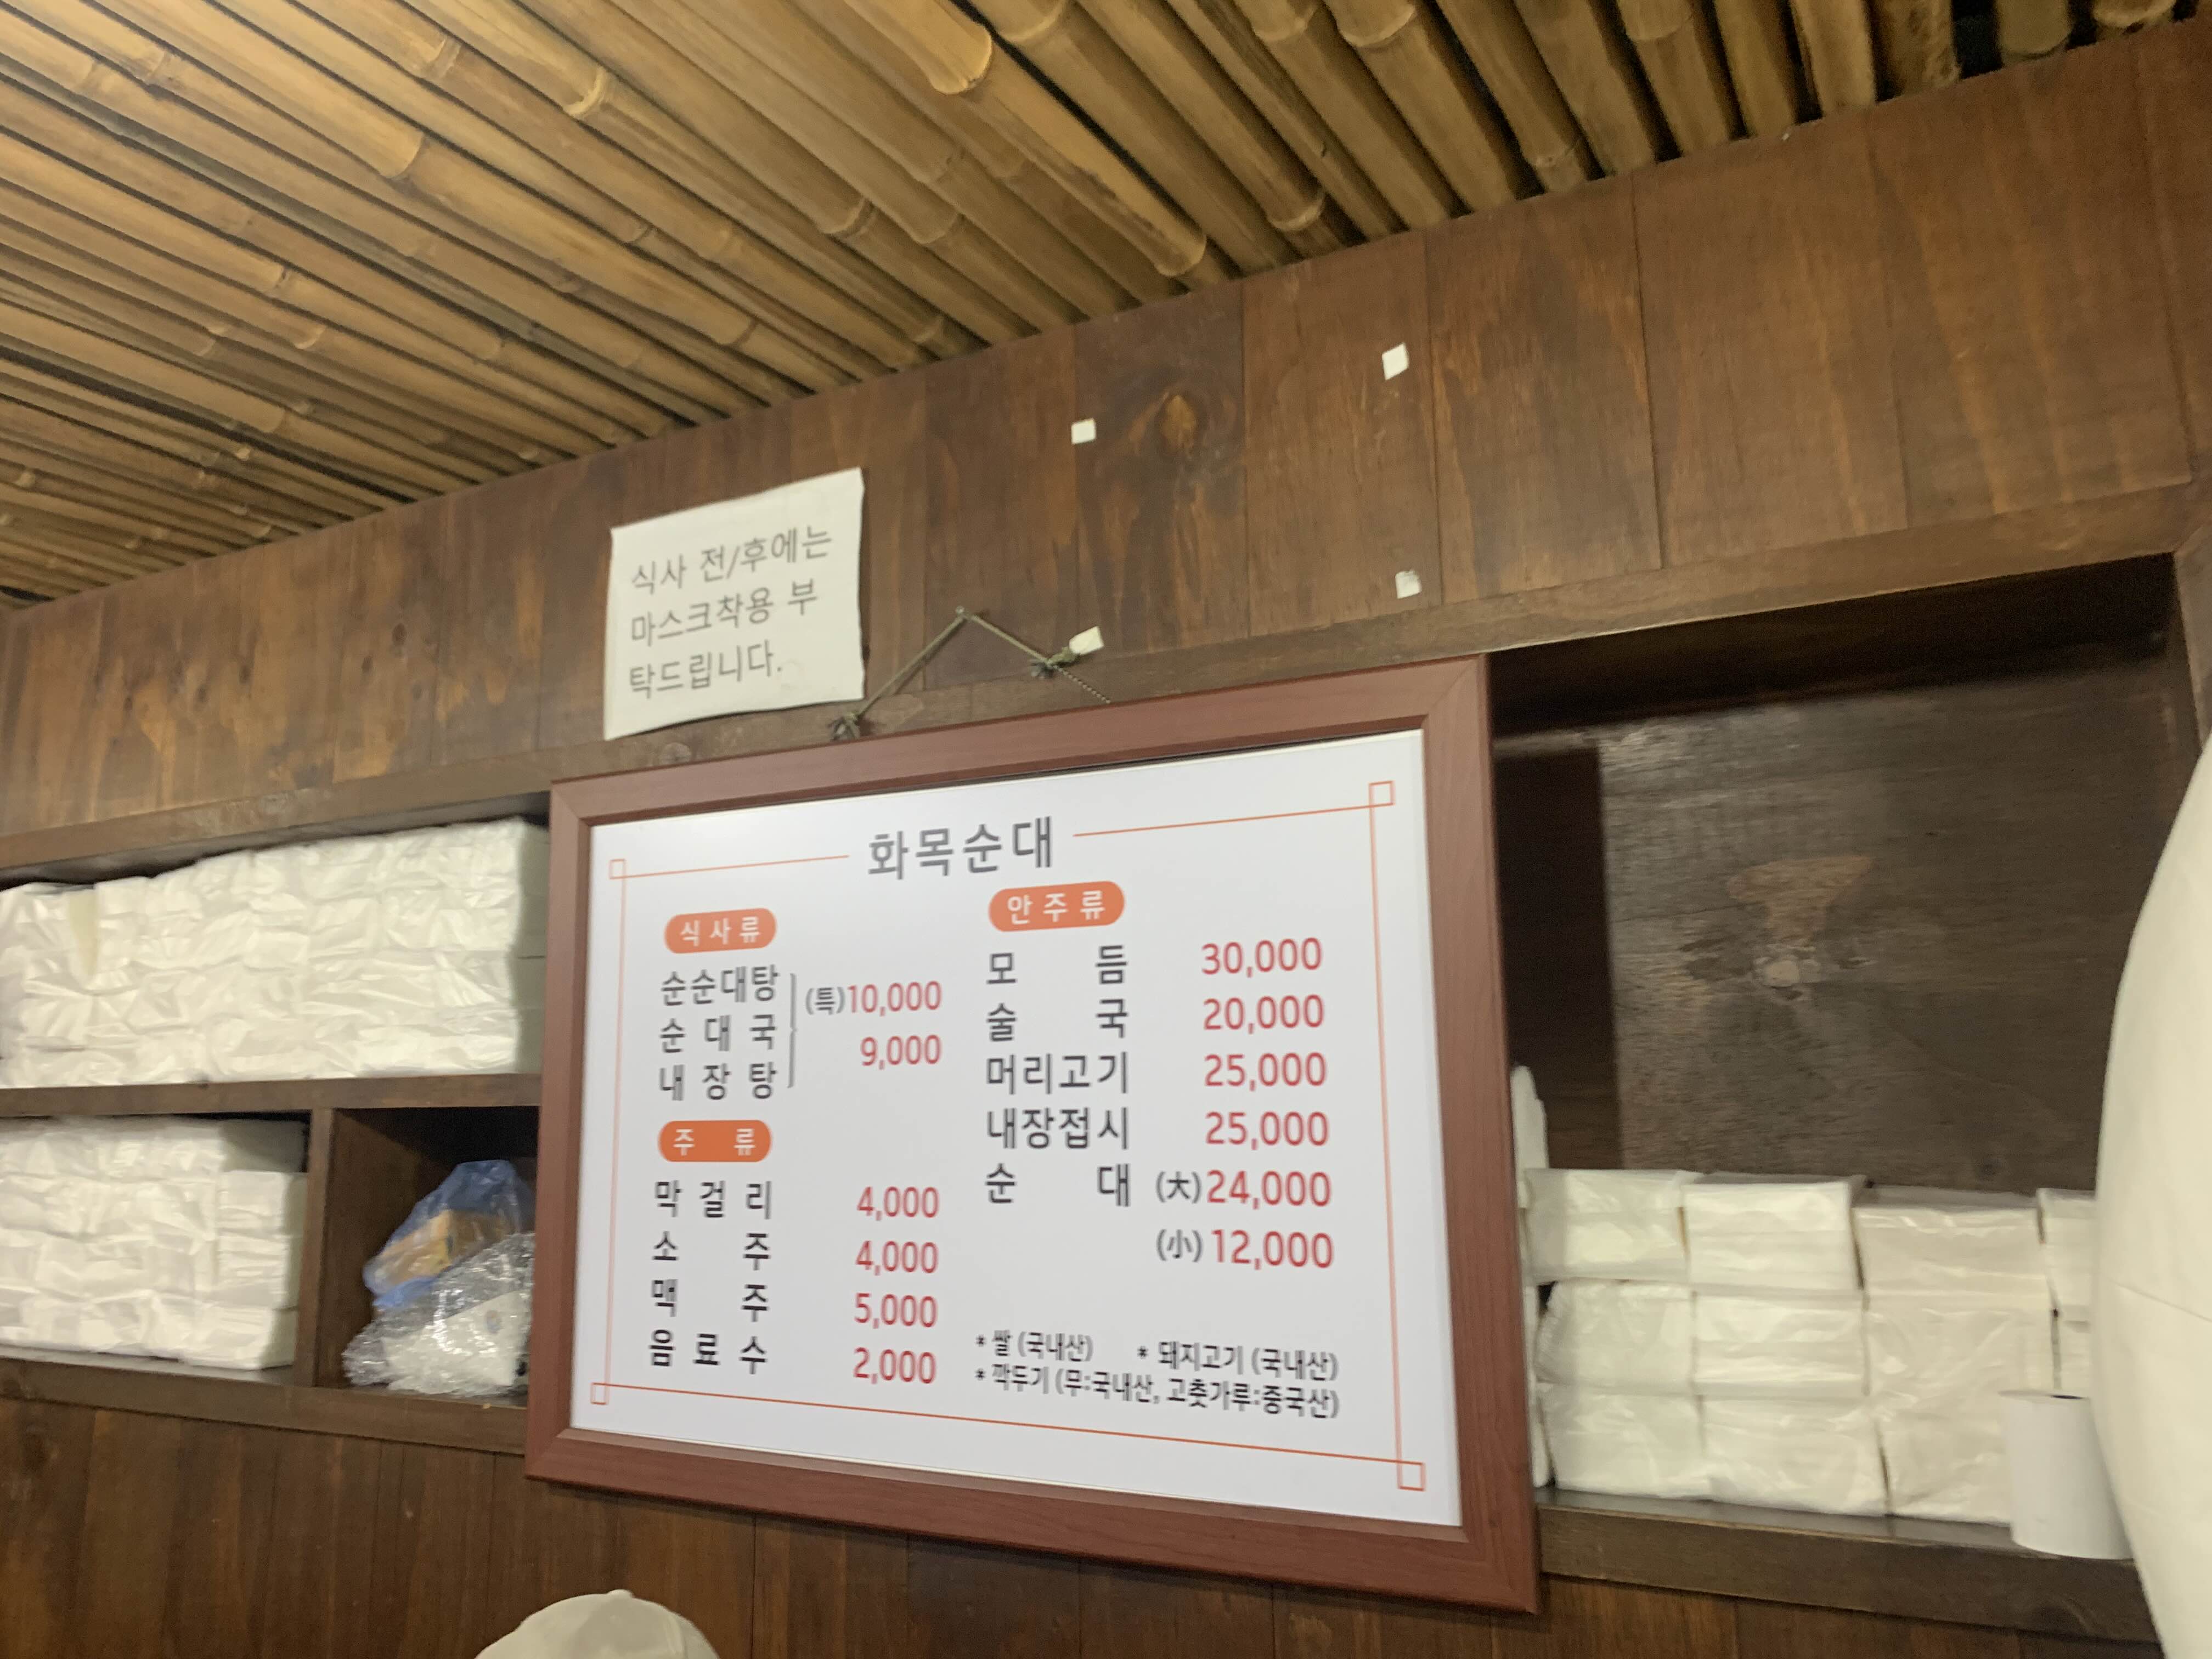 식사 전/후에는
마스크착용 부
탁드립니다.
화목순대
식사류
순순대탕
순대국
내장탕
(특)10,000
9,000
주류
막걸리 4,000
소주 4,000
맥주 5,000
음료수 2,000
안주류
모듬 30,000
술국 20,000
머리고기 25,000
내장접시 25,000
순대 (大)24,000
(小)12,000
* 쌀 (국내산) * 돼지고기 (국내산)
* 깍두기 (무:국내산, 고춧가루:중국산)